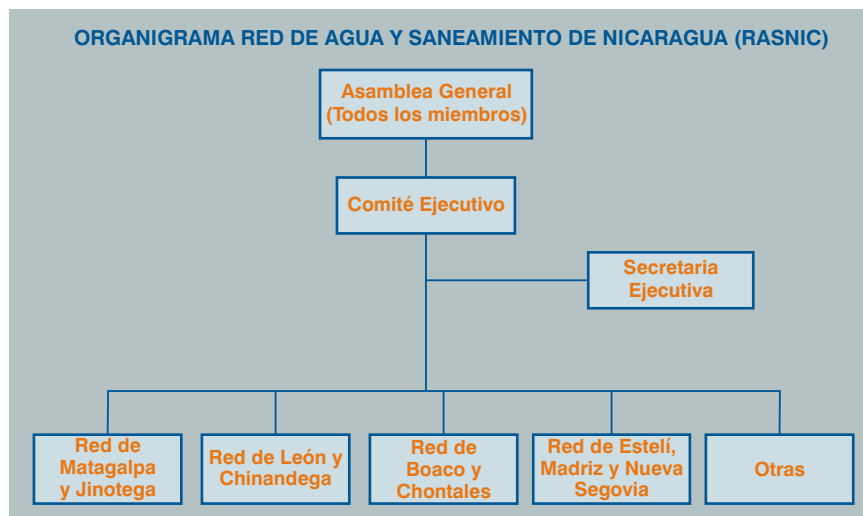 ORGANIGRAMA RED DE AGUA Y SANEAMIENTO DE NICARAGUA (RASNIC)
Asamblea General
(Todos los miembros)
Comité Ejecutivo
Secretaria
Ejecutiva
Red de
Matagalpa
y Jinotega
Red de León y
Chinandega
Red de
Boaco y
Chontales
Red de Estelí,
Madriz y Nueva
Segovia
Otras